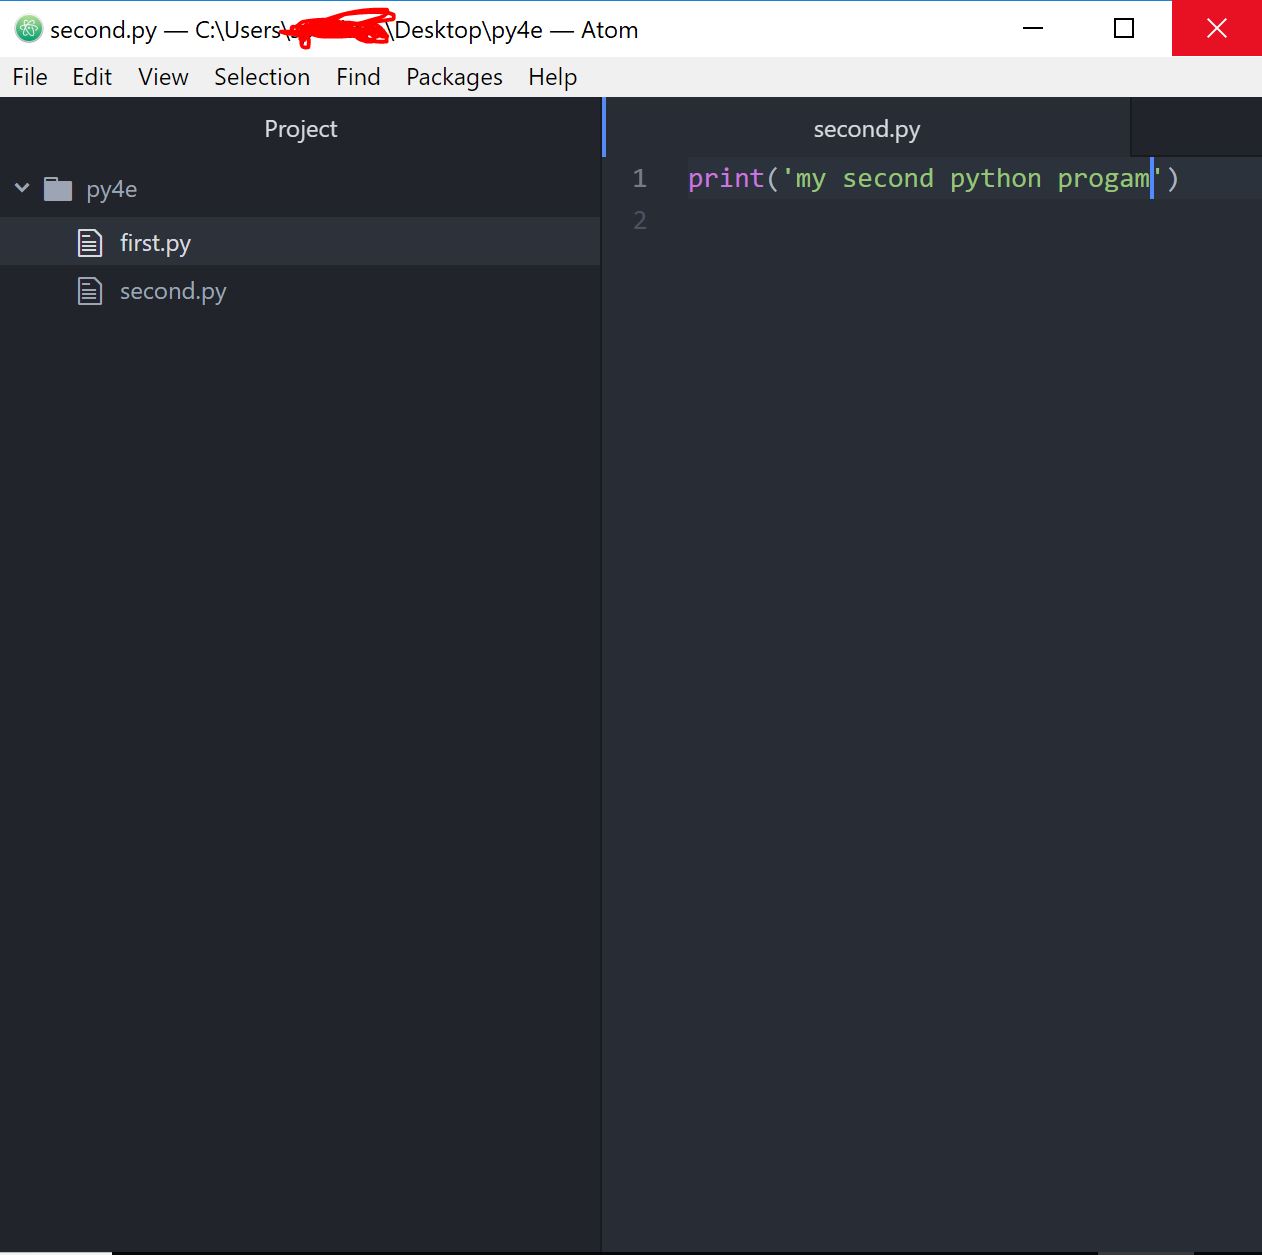 second.py — C:\Users\ \Desktop\py4e — Atom
File Edit View Selection Find Packages Help
Project
py4e
first.py
second.py
second.py
1 print('my second python progam')
2